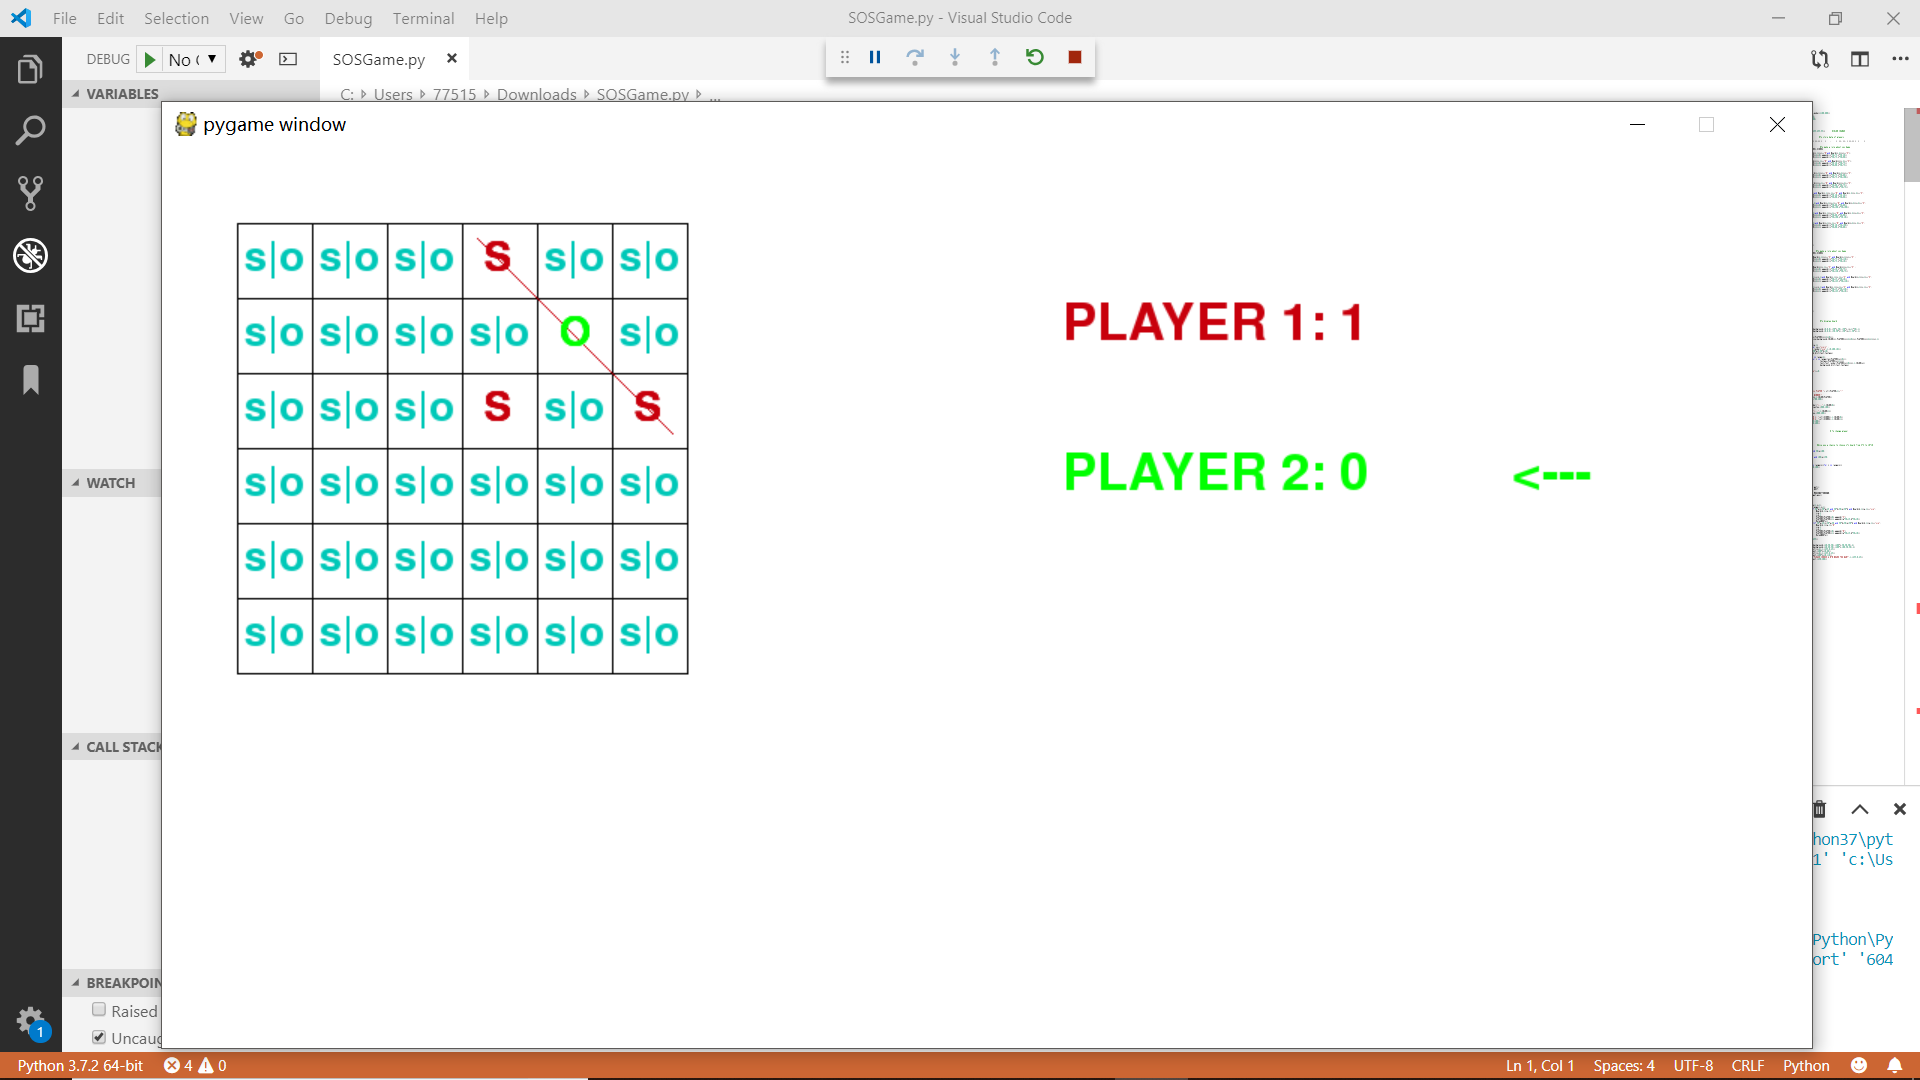 File Edit Selection View Go Debug Terminal Help
SOSGame.py - Visual Studio Code
DEBUG No (
SOSGame.py
VARIABLES
C: Users 77515 Downloads SOSGame.py ...
pygame window
s|o s|o s|o S s|o s|o
s|o s|o s|o s|o O s|o
s|o s|o s|o S s|o S
s|o s|o s|o s|o s|o s|o
s|o s|o s|o s|o s|o s|o
s|o s|o s|o s|o s|o s|o
PLAYER 1: 1
PLAYER 2: 0 <---
WATCH
CALL STACK
BREAKPOIN
Raised
Uncaug
hon37\pyt
1' 'c:\Us
Python\Py
ort' '604
1
Python 3.7.2 64-bit 4 0
Ln 1, Col 1 Spaces: 4 UTF-8 CRLF Python